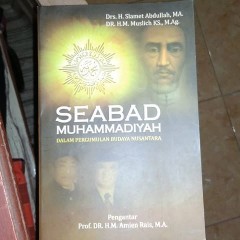 Drs. H. Slamet Abdullah, MA.
DR. H.M. Muslich KS., M.Ag.
SEABAD
MUHAMMADIYAH
DALAM PERGUMULAN BUDAYA NUSANTARA
Pengantar
Prof. DR. H.M. Amien Rais, M.A.